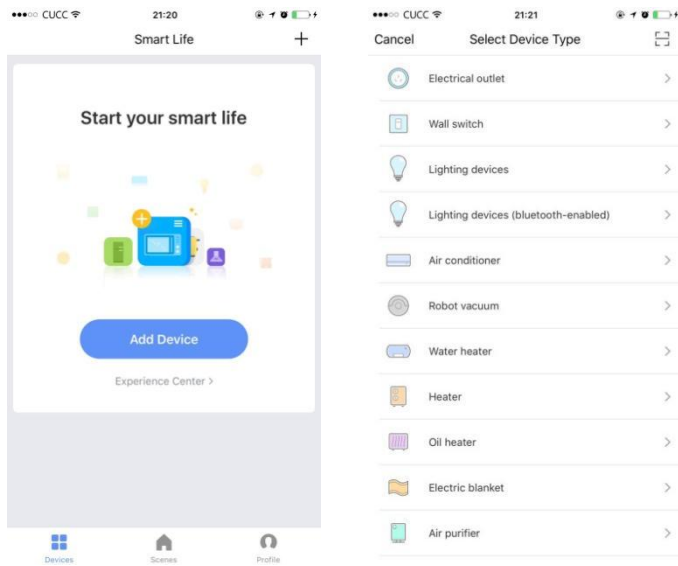 CUCC 21:20
Smart Life
Start your smart life
Add Device
Experience Center >
Devices Scenes Profile
CUCC 21:21
Cancel Select Device Type
Electrical outlet
Wall switch
Lighting devices
Lighting devices (bluetooth-enabled)
Air conditioner
Robot vacuum
Water heater
Heater
Oil heater
Electric blanket
Air purifier